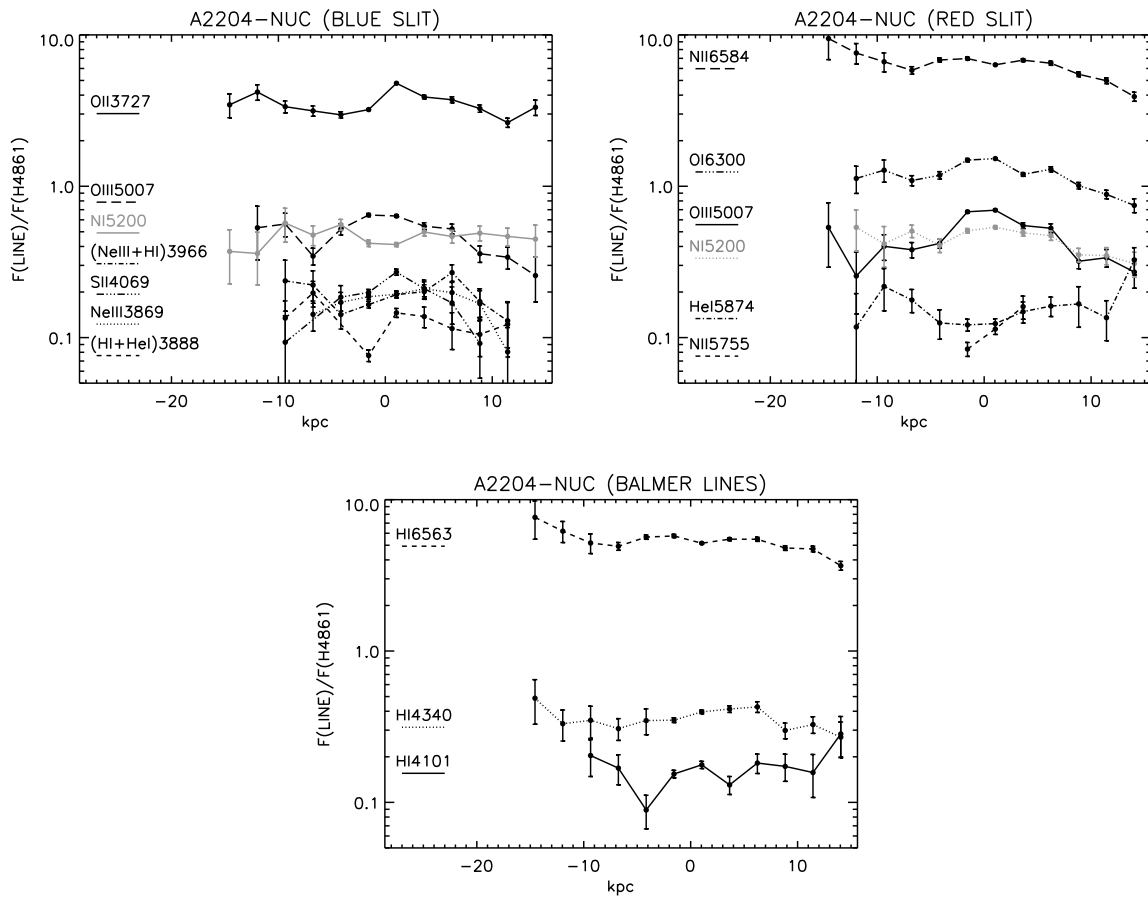 A2204-NUC (BLUE SLIT)
10.0
1.0
0.1
F(LINE)/F(H4861)
OII3727
OIII5007
NI5200
(NeIII+HI)3966
SII4069
NeIII3869
(HI+HeI)3888
-20
-10
0
10
kpc
A2204-NUC (RED SLIT)
10.0
1.0
0.1
F(LINE)/F(H4861)
NII6584
OI6300
OIII5007
NI5200
HeI5874
NII5755
-20
-10
0
10
kpc
A2204-NUC (BALMER LINES)
10.0
1.0
0.1
F(LINE)/F(H4861)
HI6563
HI4340
HI4101
-20
-10
0
10
kpc